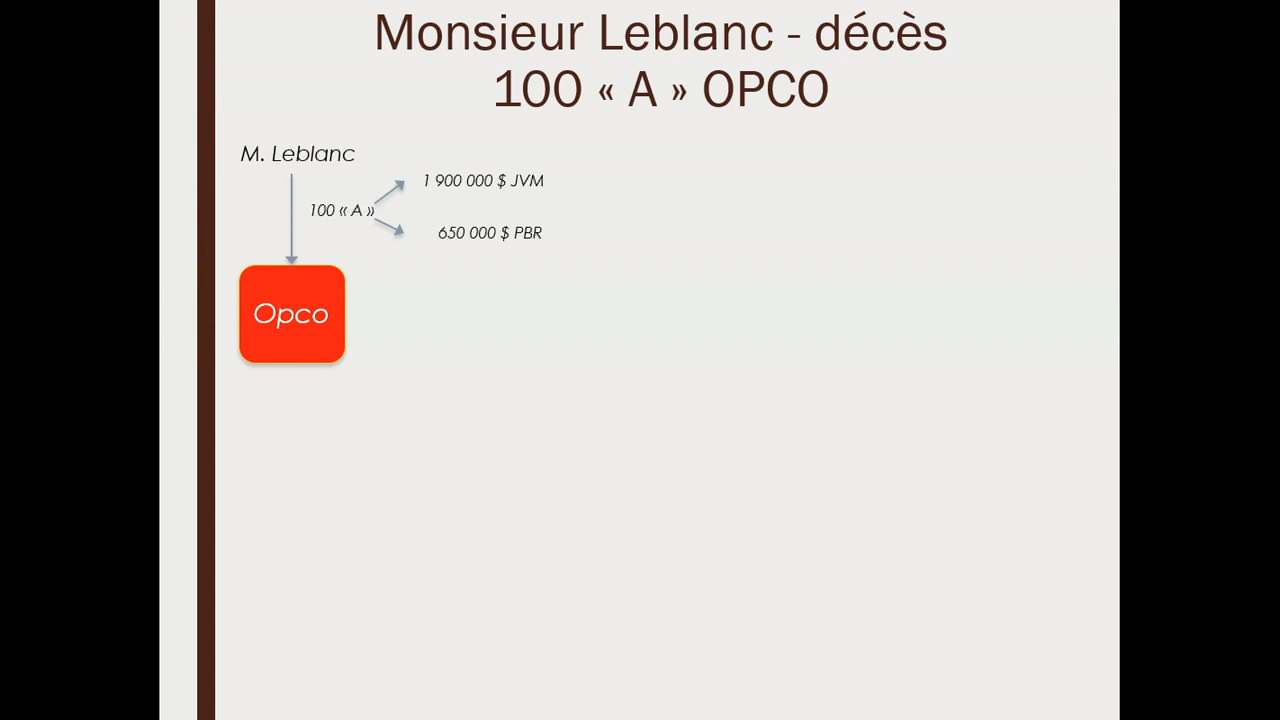 Monsieur Leblanc - décès
100 « A » OPCO
M. Leblanc
1 900 000 $ JVM
100 « A »
650 000 $ PBR
Opco